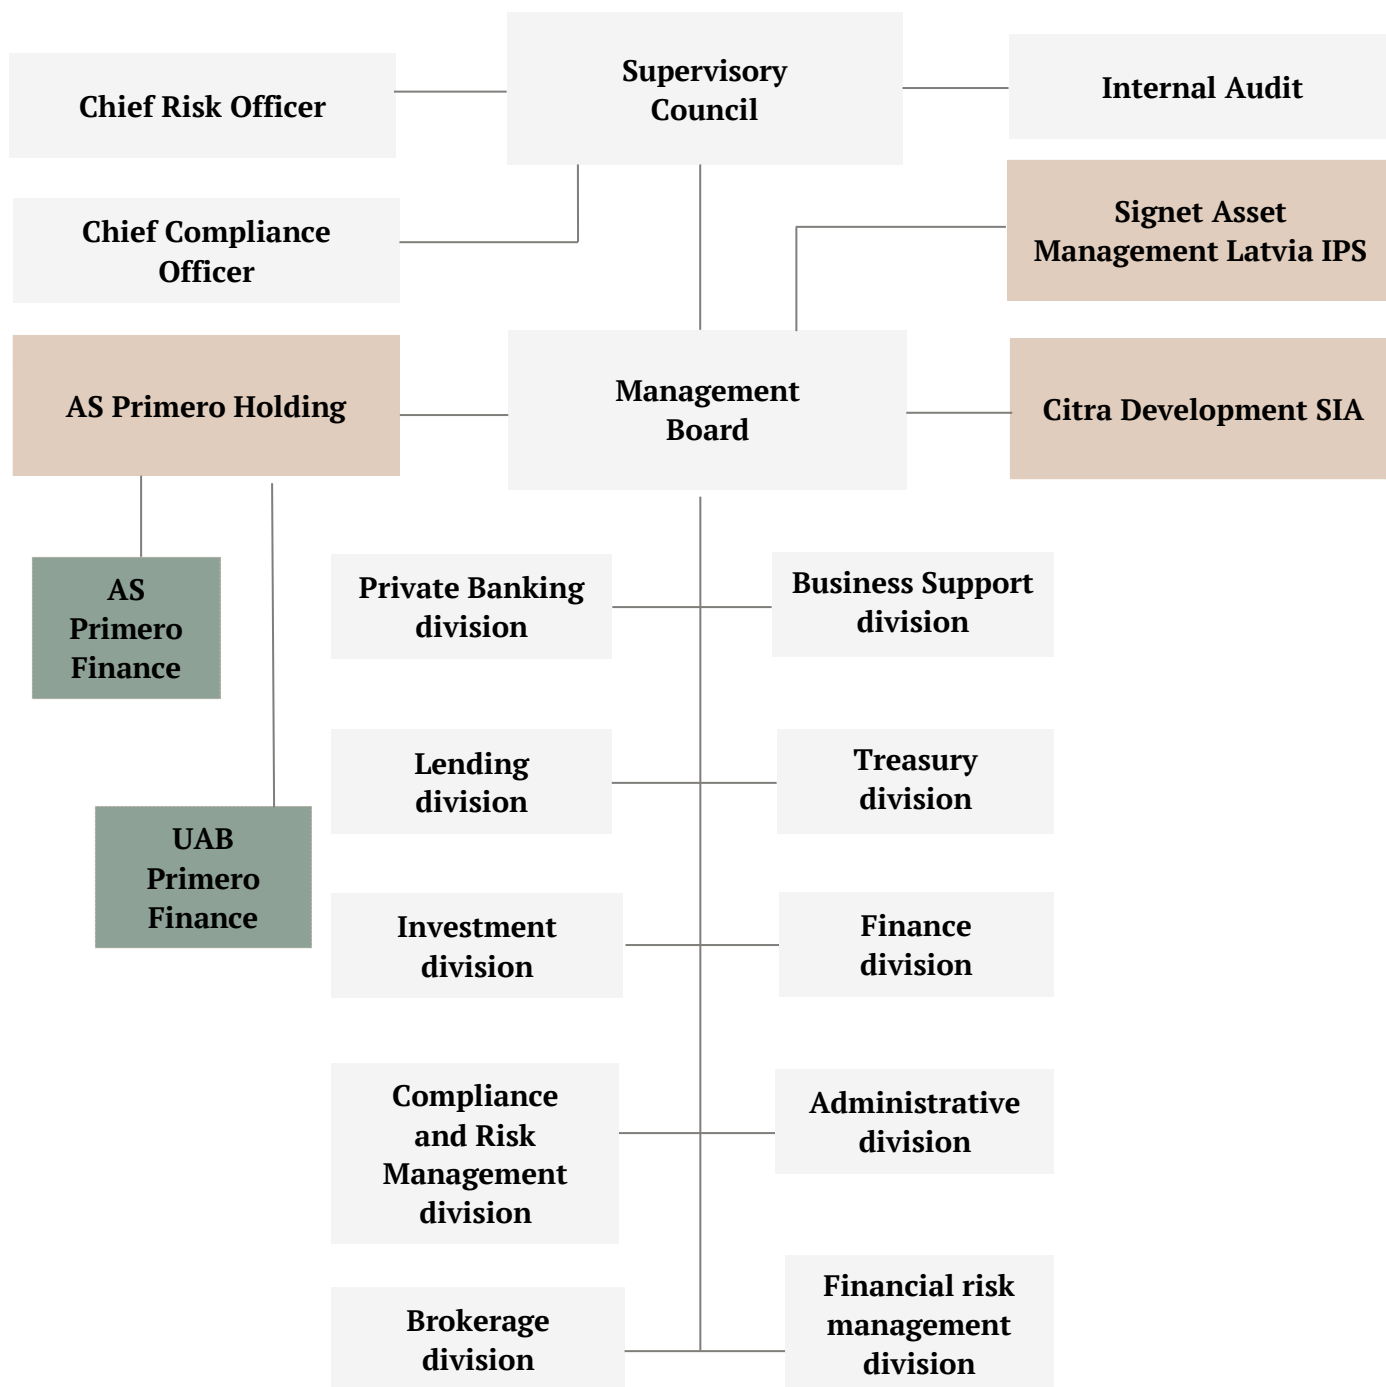 Supervisory
Council
Chief Risk Officer
Internal Audit
Chief Compliance
Officer
Signet Asset
Management Latvia IPS
AS Primero Holding
Management
Board
Citra Development SIA
AS
Primero
Finance
Private Banking
division
Business Support
division
Lending
division
Treasury
division
UAB
Primero
Finance
Investment
division
Finance
division
Compliance
and Risk
Management
division
Administrative
division
Brokerage
division
Financial risk
management
division